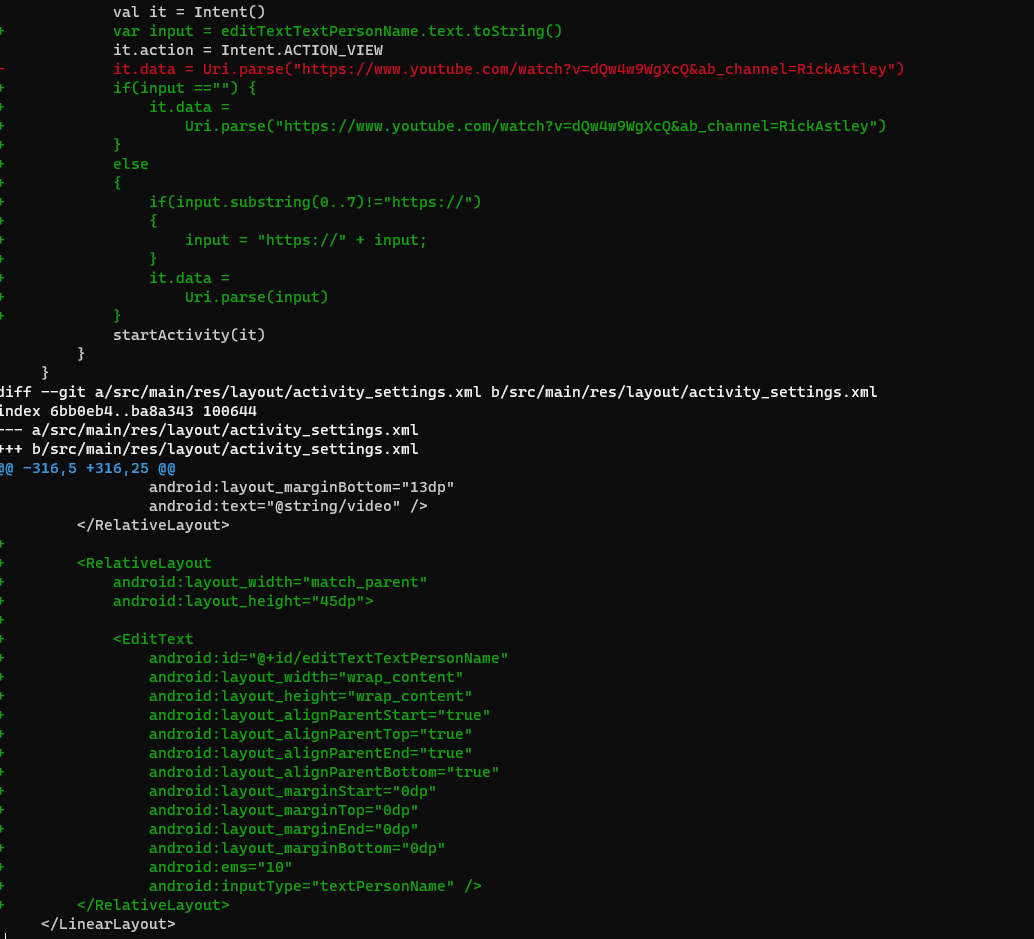 val it = Intent()
+            var input = editTextTextPersonName.text.toString()
            it.action = Intent.ACTION_VIEW
-            it.data = Uri.parse("https://www.youtube.com/watch?v=dQw4w9WgXcQ&ab_channel=RickAstley")
+            if(input =="") {
+                it.data =
+                    Uri.parse("https://www.youtube.com/watch?v=dQw4w9WgXcQ&ab_channel=RickAstley")
+            }
+            else
+            {
+                if(input.substring(0..7)!="https://")
+                {
+                    input = "https://" + input;
+                }
+                it.data =
+                    Uri.parse(input)
+            }
            startActivity(it)
        }
    }
diff --git a/src/main/res/layout/activity_settings.xml b/src/main/res/layout/activity_settings.xml
index 6bb0eb4..ba8a343 100644
--- a/src/main/res/layout/activity_settings.xml
+++ b/src/main/res/layout/activity_settings.xml
@@ -316,5 +316,25 @@
                android:layout_marginBottom="13dp"
                android:text="@string/video" />
        </RelativeLayout>
+
+        <RelativeLayout
+            android:layout_width="match_parent"
+            android:layout_height="45dp">
+
+            <EditText
+                android:id="@+id/editTextTextPersonName"
+                android:layout_width="wrap_content"
+                android:layout_height="wrap_content"
+                android:layout_alignParentStart="true"
+                android:layout_alignParentTop="true"
+                android:layout_alignParentEnd="true"
+                android:layout_alignParentBottom="true"
+                android:layout_marginStart="0dp"
+                android:layout_marginTop="0dp"
+                android:layout_marginEnd="0dp"
+                android:layout_marginBottom="0dp"
+                android:ems="10"
+                android:inputType="textPersonName" />
+        </RelativeLayout>
    </LinearLayout>